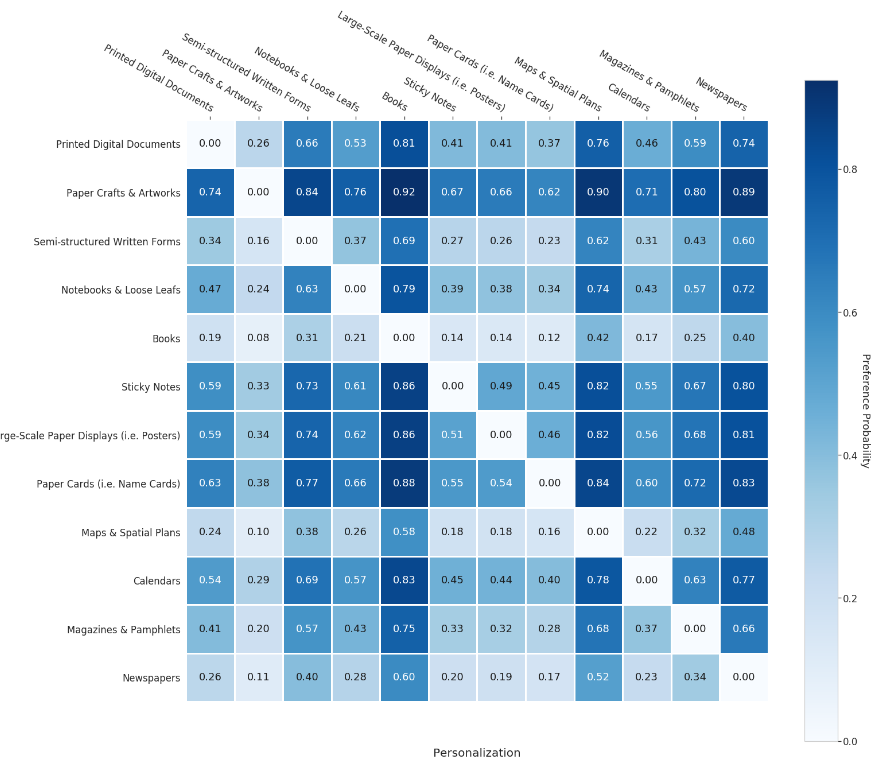 Printed Digital Documents
Paper Crafts & Artworks
Semi-structured Written Forms
Notebooks & Loose Leafs
Books
Sticky Notes
Large-Scale Paper Displays (i.e. Posters)
Paper Cards (i.e. Name Cards)
Maps & Spatial Plans
Calendars
Magazines & Pamphlets
Newspapers
Printed Digital Documents 0.00 0.26 0.66 0.53 0.81 0.41 0.41 0.37 0.76 0.46 0.59 0.74
Paper Crafts & Artworks 0.74 0.00 0.84 0.76 0.92 0.67 0.66 0.62 0.90 0.71 0.80 0.89
Semi-structured Written Forms 0.34 0.16 0.00 0.37 0.69 0.27 0.26 0.23 0.62 0.31 0.43 0.60
Notebooks & Loose Leafs 0.47 0.24 0.63 0.00 0.79 0.39 0.38 0.34 0.74 0.43 0.57 0.72
Books 0.19 0.08 0.31 0.21 0.00 0.14 0.14 0.12 0.42 0.17 0.25 0.40
Sticky Notes 0.59 0.33 0.73 0.61 0.86 0.00 0.49 0.45 0.82 0.55 0.67 0.80
rge-Scale Paper Displays (i.e. Posters) 0.59 0.34 0.74 0.62 0.86 0.51 0.00 0.46 0.82 0.56 0.68 0.81
Paper Cards (i.e. Name Cards) 0.63 0.38 0.77 0.66 0.88 0.55 0.54 0.00 0.84 0.60 0.72 0.83
Maps & Spatial Plans 0.24 0.10 0.38 0.26 0.58 0.18 0.18 0.16 0.00 0.22 0.32 0.48
Calendars 0.54 0.29 0.69 0.57 0.83 0.45 0.44 0.40 0.78 0.00 0.63 0.77
Magazines & Pamphlets 0.41 0.20 0.57 0.43 0.75 0.33 0.32 0.28 0.68 0.37 0.00 0.66
Newspapers 0.26 0.11 0.40 0.28 0.60 0.20 0.19 0.17 0.52 0.23 0.34 0.00
0.8
0.6
0.4
0.2
0.0
Preference Probability
Personalization